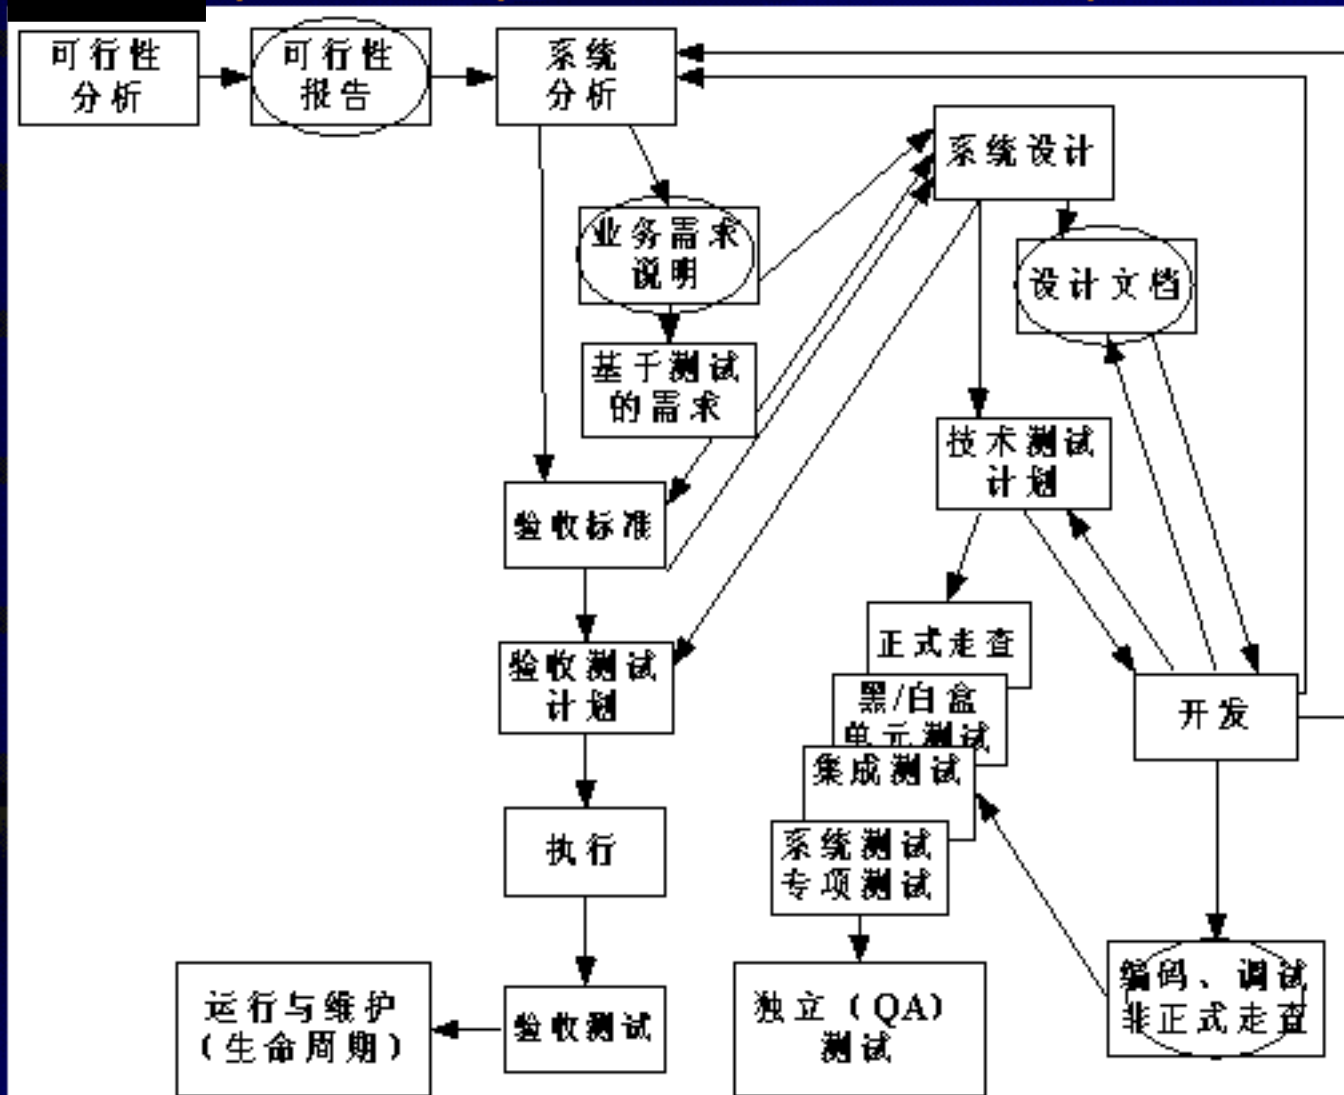 可行性
分析
可行性
报告
系统
分析
系统设计
业务需求
说明
设计文档
基于测试
的需求
技术测试
计划
验收标准
正式走查
验收测试
计划
黑/白盒
单元测试
开发
集成测试
执行
系统测试
专项测试
编码、调试
非正式走查
运行与维护
(生命周期)
验收测试
独立(QA)
测试